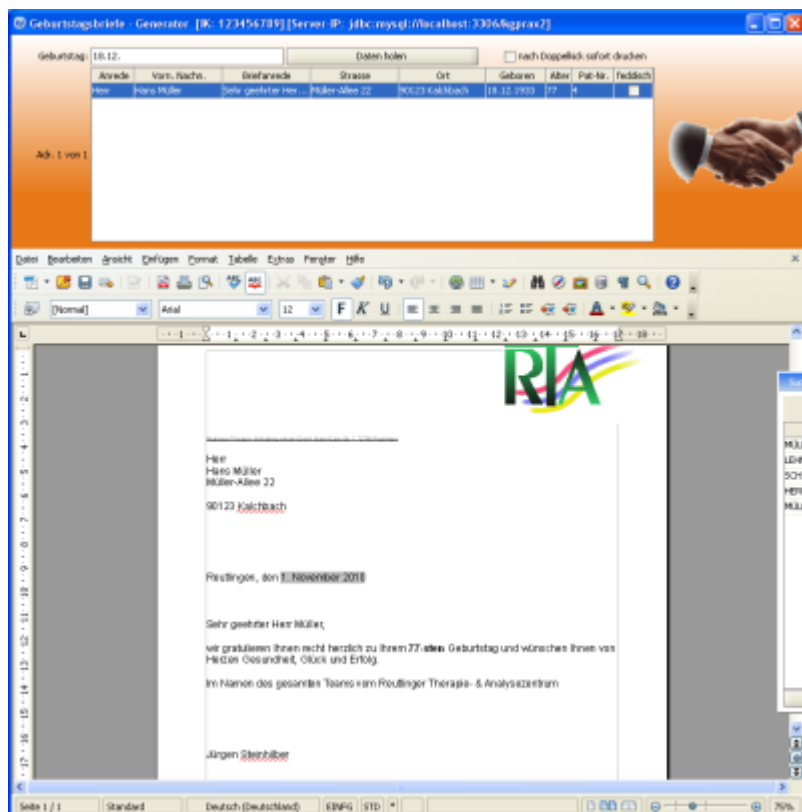 Geburtstagsbriefe - Generator [IK: 123456789] [Server-IP: jdbc:mysql://localhost:3306/kgprax2]
Geburtstag: 18.12. Daten holen nach Doppelklick sofort drucken
Anrede Vorn. Nachn. Briefanrede Strasse Ort Geboren Alter Pat-Nr. feddisch
Herr Hans Müller Sehr geehrter Her... Müller-Allee 22 90123 Kalchbach 18.12.1933 77 4
Adr. 1 von 1
Datei Bearbeiten Ansicht Einfügen Format Tabelle Extras Fenster Hilfe
[Normal] Arial 12 F K U
RTA
Herr
Hans Müller
Müller-Allee 22
90123 Kalchbach
Reutlingen, den 1. November 2010
Sehr geehrter Herr Müller,
wir gratulieren Ihnen recht herzlich zu Ihrem 77-sten Geburtstag und wünschen Ihnen von
Herzen Gesundheit, Glück und Erfolg.
Im Namen des gesamten Teams vom Reutlinger Therapie- & Analysezentrum
Jürgen Steinhilber
Seite 1 / 1 Standard Deutsch (Deutschland) EINFG STD * 75%